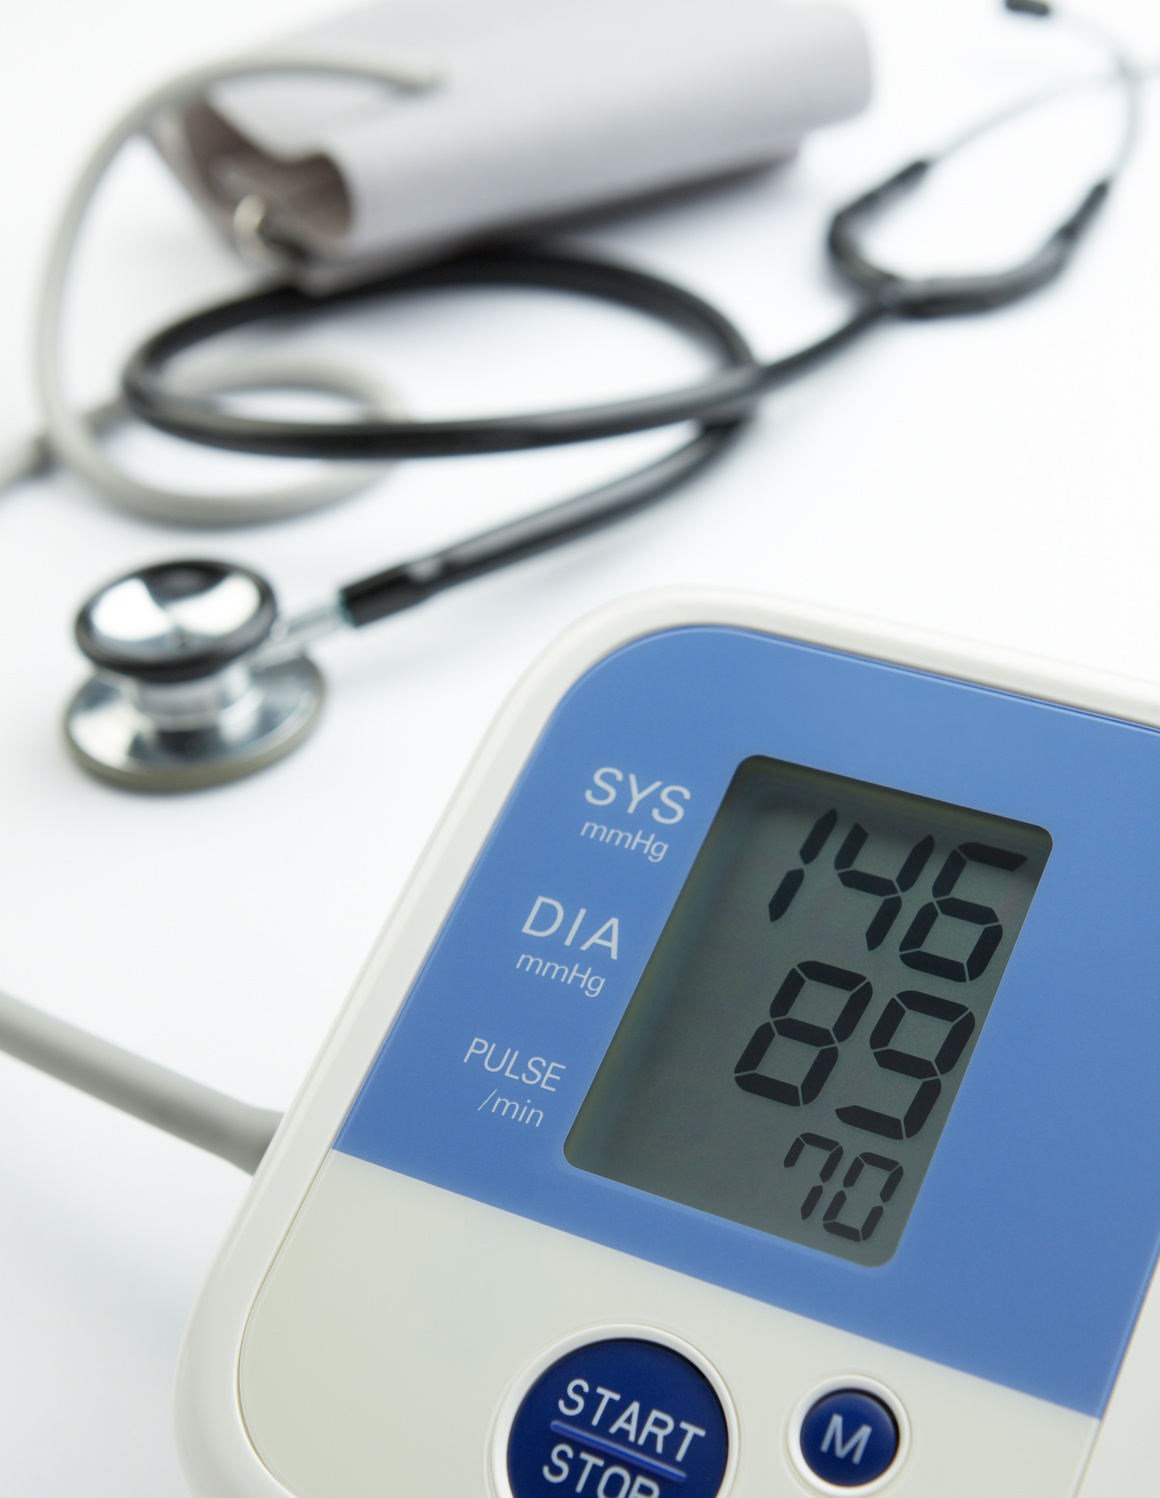 SYS
mmHg
146
DIA
mmHg
89
PULSE
/min
70
START
STOP
M